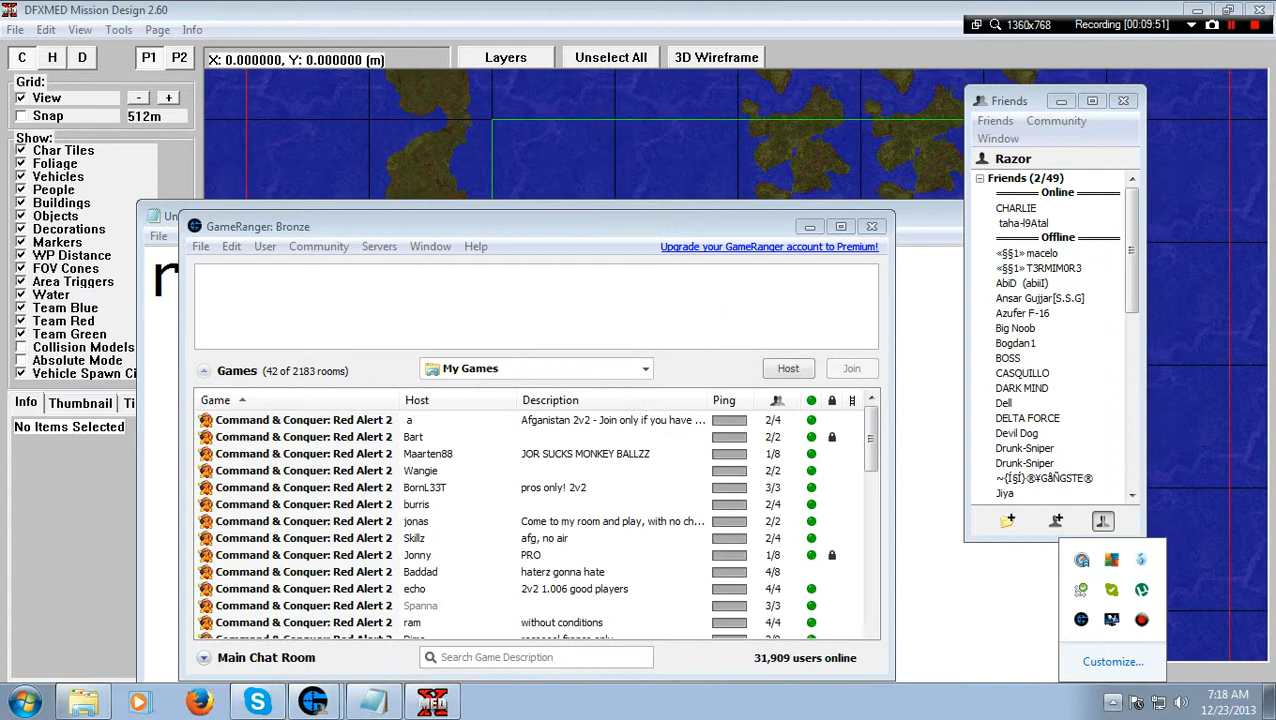 DFXMED Mission Design 2.60
File Edit View Tools Page Info
1360x768 Recording [00:09:51]
C H D P1 P2 X: 0.000000, Y: 0.000000 (m) Layers Unselect All 3D Wireframe
Grid:
View - +
Snap 512m
Show:
Char Tiles
Foliage
Vehicles
People
Buildings
Objects
Decorations
Markers
WP Distance
FOV Cones
Area Triggers
Water
Team Blue
Team Red
Team Green
Collision Models
Absolute Mode
Vehicle Spawn Ci
Info Thumbnail Ti
No Items Selected
Un
File
GameRanger: Bronze
File Edit User Community Servers Window Help Upgrade your GameRanger account to Premium!
Games (42 of 2183 rooms) My Games Host Join
Game Host Description Ping
Command & Conquer: Red Alert 2 a Afganistan 2v2 - Join only if you have ... 2/4
Command & Conquer: Red Alert 2 Bart 2/2
Command & Conquer: Red Alert 2 Maarten88 JOR SUCKS MONKEY BALLZZ 1/8
Command & Conquer: Red Alert 2 Wangie 2/2
Command & Conquer: Red Alert 2 BornL33T pros only! 2v2 3/3
Command & Conquer: Red Alert 2 burris 2/4
Command & Conquer: Red Alert 2 jonas Come to my room and play, with no ch... 2/2
Command & Conquer: Red Alert 2 Skillz afg, no air 2/4
Command & Conquer: Red Alert 2 Jonny PRO 1/8
Command & Conquer: Red Alert 2 Baddad haterz gonna hate 4/8
Command & Conquer: Red Alert 2 echo 2v2 1.006 good players 4/4
Command & Conquer: Red Alert 2 Spanna 3/3
Command & Conquer: Red Alert 2 ram without conditions 4/4
Main Chat Room Search Game Description 31,909 users online
Friends
Friends Community
Window
Razor
Friends (2/49)
Online
CHARLIE
taha-l9Atal
Offline
«§§1» macelo
«§§1» T3RMIM0R3
AbiD (abiiI)
Ansar Gujjar[S.S.G]
Azufer F-16
Big Noob
Bogdan1
BOSS
CASQUILLO
DARK MIND
Dell
DELTA FORCE
Devil Dog
Drunk-Sniper
Drunk-Sniper
~{Í§Í}®¥GåÑGSTE®
Jiya
Customize...
7:18 AM
12/23/2013